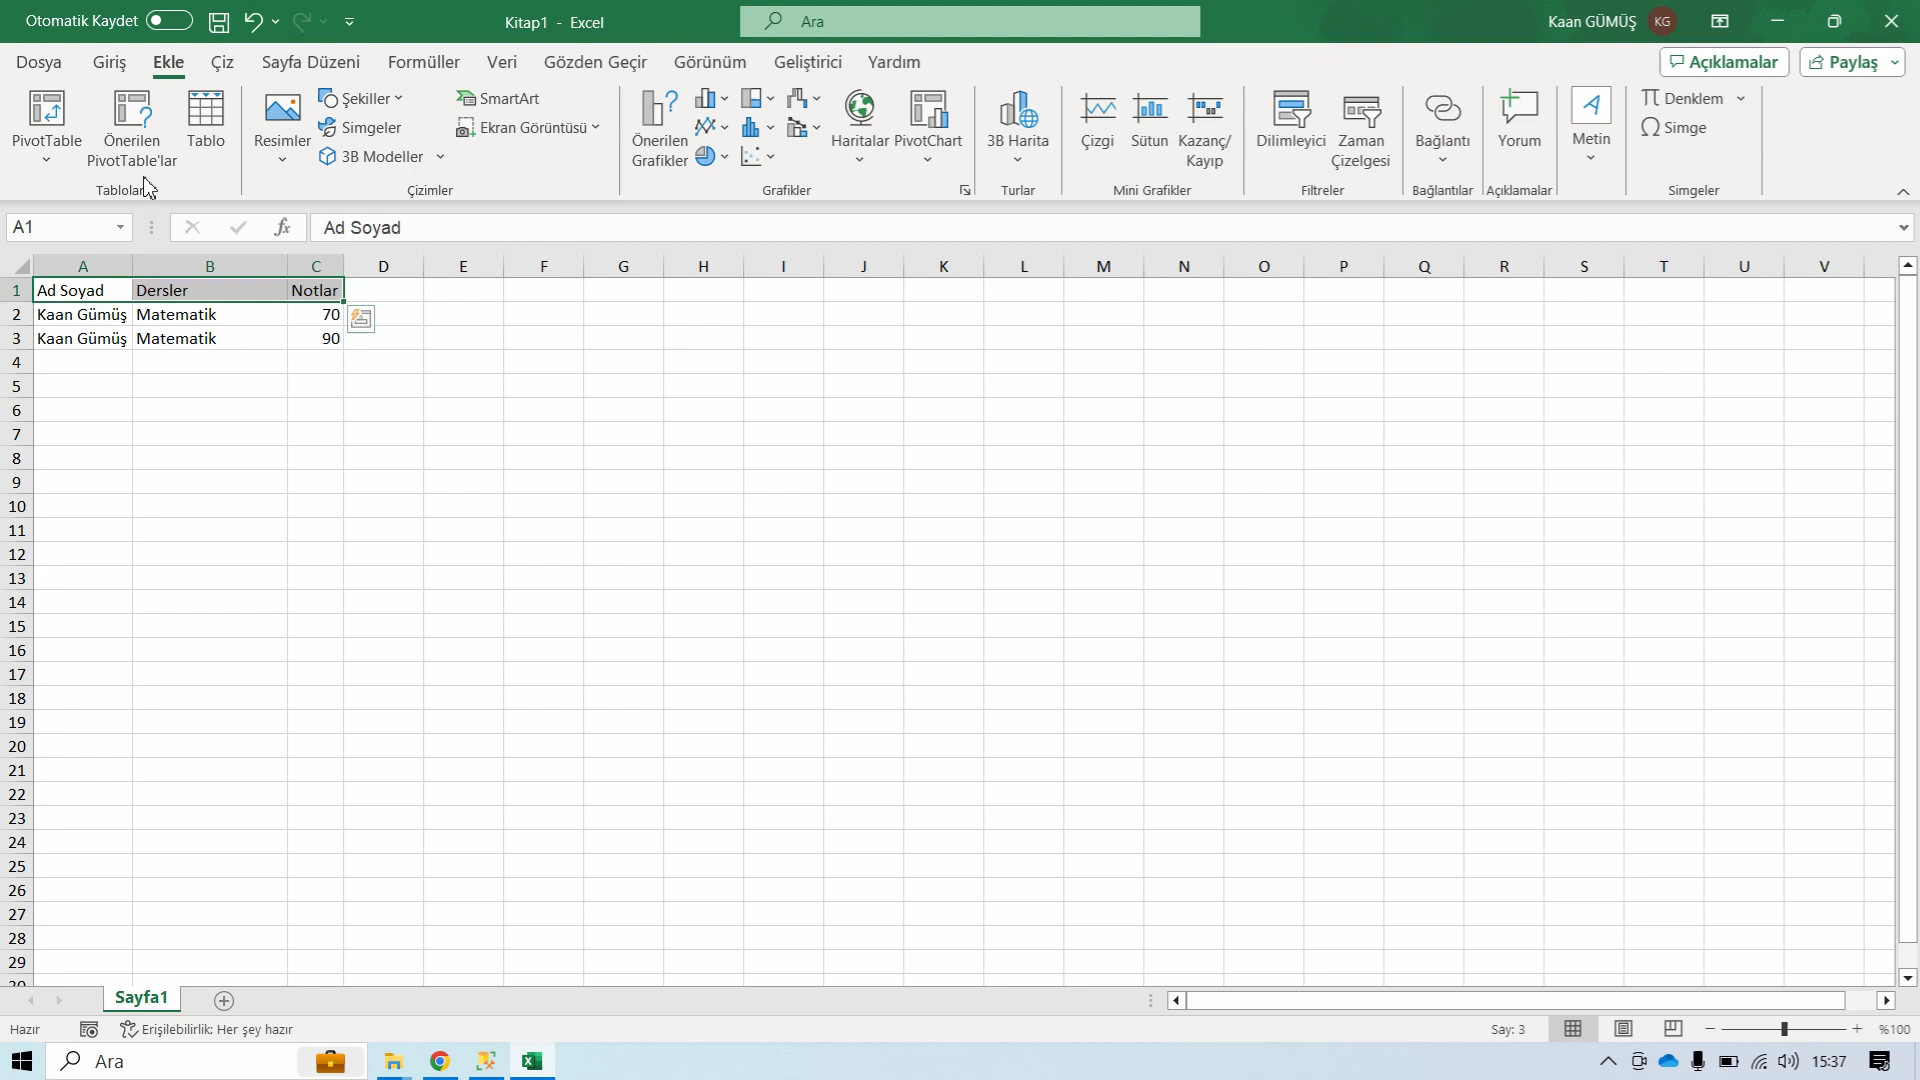 Otomatik Kaydet
Kitap1 - Excel
Ara
Kaan GÜMÜŞ KG
Dosya Giriş Ekle Çiz Sayfa Düzeni Formüller Veri Gözden Geçir Görünüm Geliştirici Yardım
Açıklamalar Paylaş
PivotTable
Önerilen
PivotTable'lar
Tablo
Tablolar
Resimler
Şekiller
Simgeler
3B Modeller
SmartArt
Ekran Görüntüsü
Çizimler
Önerilen
Grafikler
Haritalar
PivotChart
Grafikler
3B Harita
Turlar
Çizgi
Sütun
Kazanç/
Kayıp
Mini Grafikler
Dilimleyici
Zaman
Çizelgesi
Filtreler
Bağlantı
Bağlantılar
Yorum
Açıklamalar
Metin
Denklem
Simge
Simgeler
A1
fx
Ad Soyad
A B C D E F G H I J K L M N O P Q R S T U V
1 Ad Soyad Dersler Notlar
2 Kaan Gümüş Matematik 70
3 Kaan Gümüş Matematik 90
4
5
6
7
8
9
10
11
12
13
14
15
16
17
18
19
20
21
22
23
24
25
26
27
28
29
30
Sayfa1
Hazır
Erişilebilirlik: Her şey hazır
Say: 3
%100
Ara
15:37